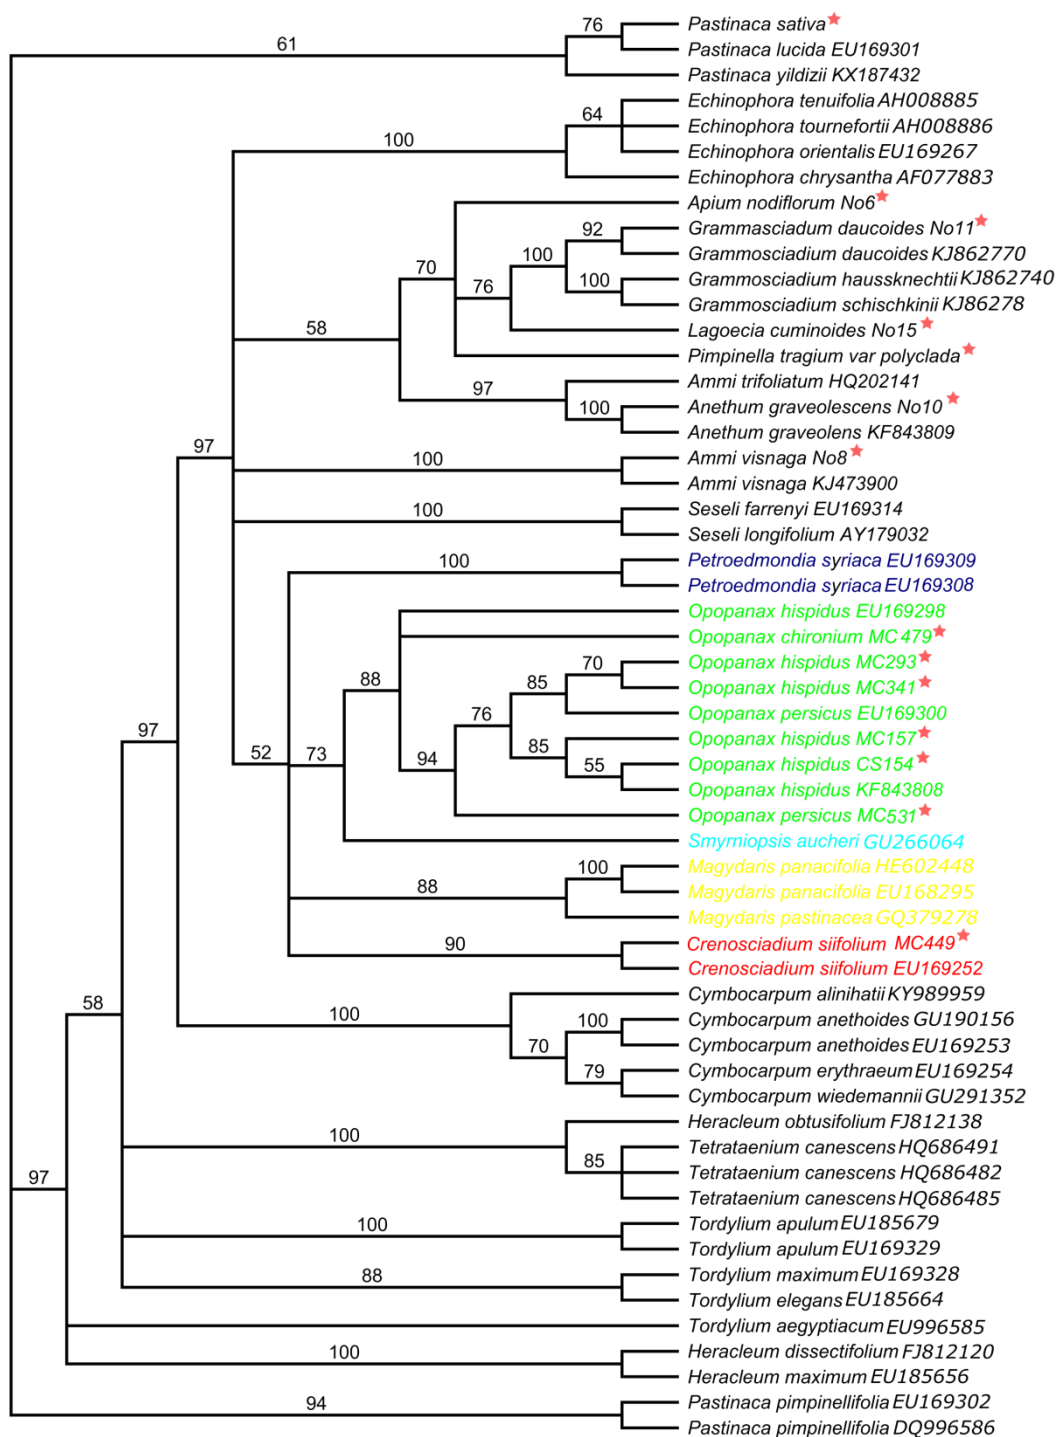 76
Pastinaca sativa
61
Pastinaca lucida EU169301
Pastinaca yildizii KX187432
Echinophora tenuifolia AH008885
64
Echinophora tournefortii AH008886
100
Echinophora orientalis EU169267
Echinophora chrysantha AF077883
Apium nodiflorum No6
92
Grammasciadum daucoides No11
100
Grammosciadum daucoides KJ862770
70
Grammosciadium haussknechtii KJ862740
76
100
Grammosciadium schischkinii KJ86278
58
Lagoecia cuminoides No15
Pimpinella tragium var polyclada
97
Ammi trifoliatum HQ202141
100
Anethum graveolescens No10
Anethum graveolens KF843809
97
100
Ammi visnaga No8
Ammi visnaga KJ473900
100
Seseli farrenyi EU169314
Seseli longifolium AY179032
100
Petroedmondia syriaca EU169309
Petroedmondia syriaca EU169308
Opopanax hispidus EU169298
Opopanax chironium MC479
70
Opopanax hispidus MC293
88
85
Opopanax hispidus MC341
76
Opopanax persicus EU169300
97
52
73
85
Opopanax hispidus MC157
94
55
Opopanax hispidus CS154
Opopanax hispidus KF843808
Opopanax persicus MC531
Smyrniopsis aucheri GU266064
100
Magydaris panacifolia HE602448
88
Magydaris panacifolia EU168295
Magydaris pastinacea GQ379278
90
Crenosciadium siifolium MC449
Crenosciadium siifolium EU169252
58
100
Cymbocarpum alinihatii KY989959
100
Cymbocarpum anethoides GU190156
70
Cymbocarpum anethoides EU169253
79
Cymbocarpum erythraeum EU169254
Cymbocarpum wiedemannii GU291352
100
Heracleum obtusifolium FJ812138
Tetrataenium canescens HQ686491
97
85
Tetrataenium canescens HQ686482
Tetrataenium canescens HQ686485
100
Tordylium apulum EU185679
Tordylium apulum EU169329
88
Tordylium maximum EU169328
Tordylium elegans EU185664
Tordylium aegyptiacum EU996585
100
Heracleum dissectifolium FJ812120
Heracleum maximum EU185656
94
Pastinaca pimpinellifolia EU169302
Pastinaca pimpinellifolia DQ996586